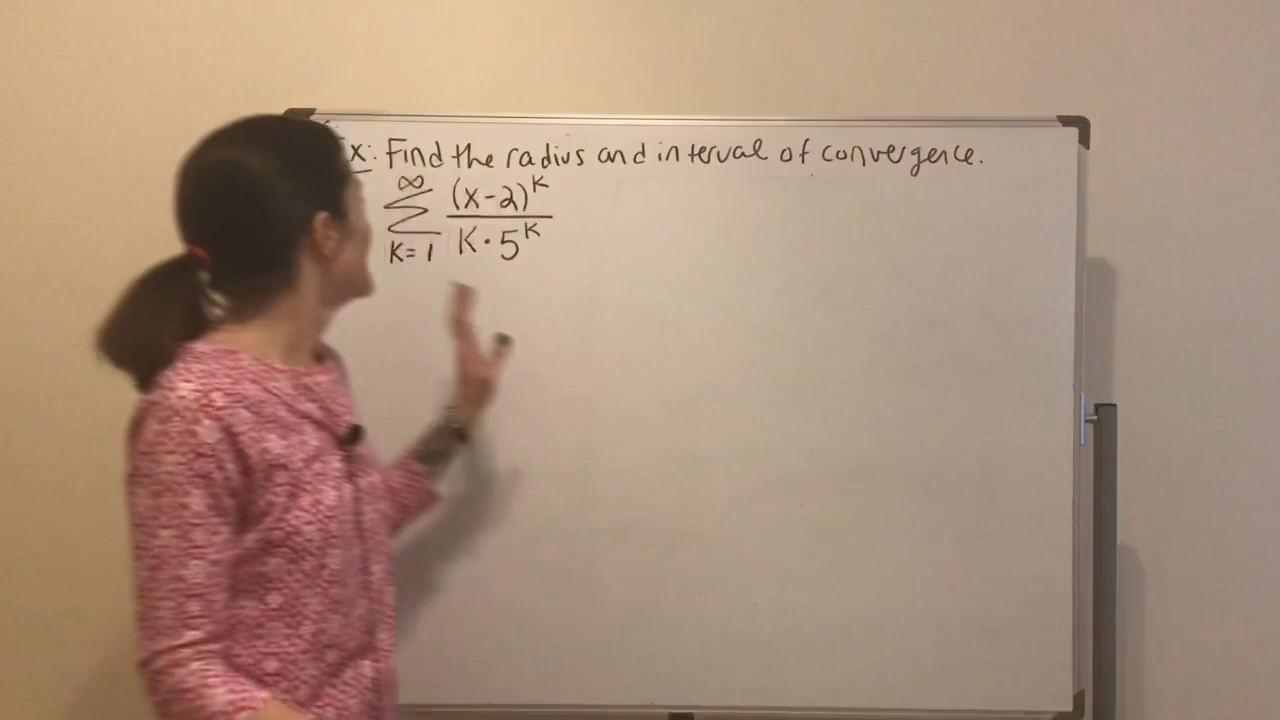 Ex: Find the radius and interval of convergence.
∞
∑ (x-2)^k / k·5^k
k=1